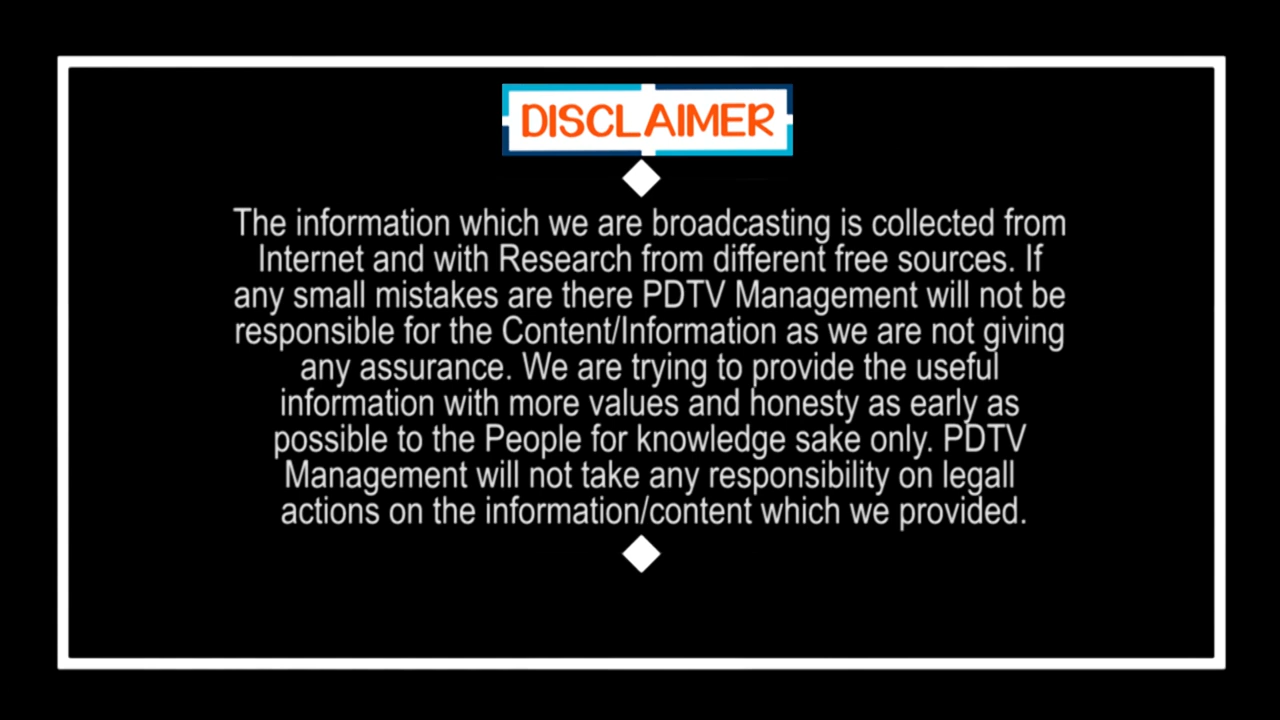 DISCLAIMER
The information which we are broadcasting is collected from
Internet and with Research from different free sources. If
any small mistakes are there PDTV Management will not be
responsible for the Content/Information as we are not giving
any assurance. We are trying to provide the useful
information with more values and honesty as early as
possible to the People for knowledge sake only. PDTV
Management will not take any responsibility on legall
actions on the information/content which we provided.